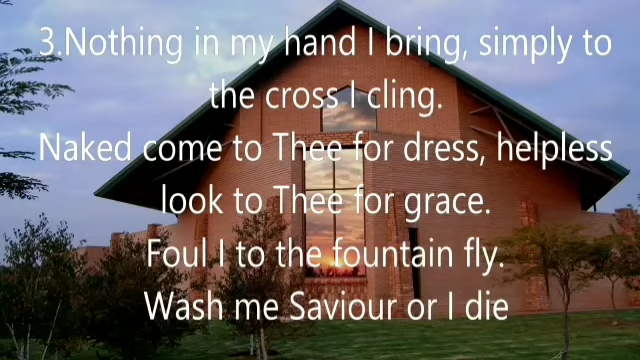 3.Nothing in my hand I bring, simply to
the cross I cling.
Naked come to Thee for dress, helpless
look to Thee for grace.
Foul I to the fountain fly.
Wash me Saviour or I die